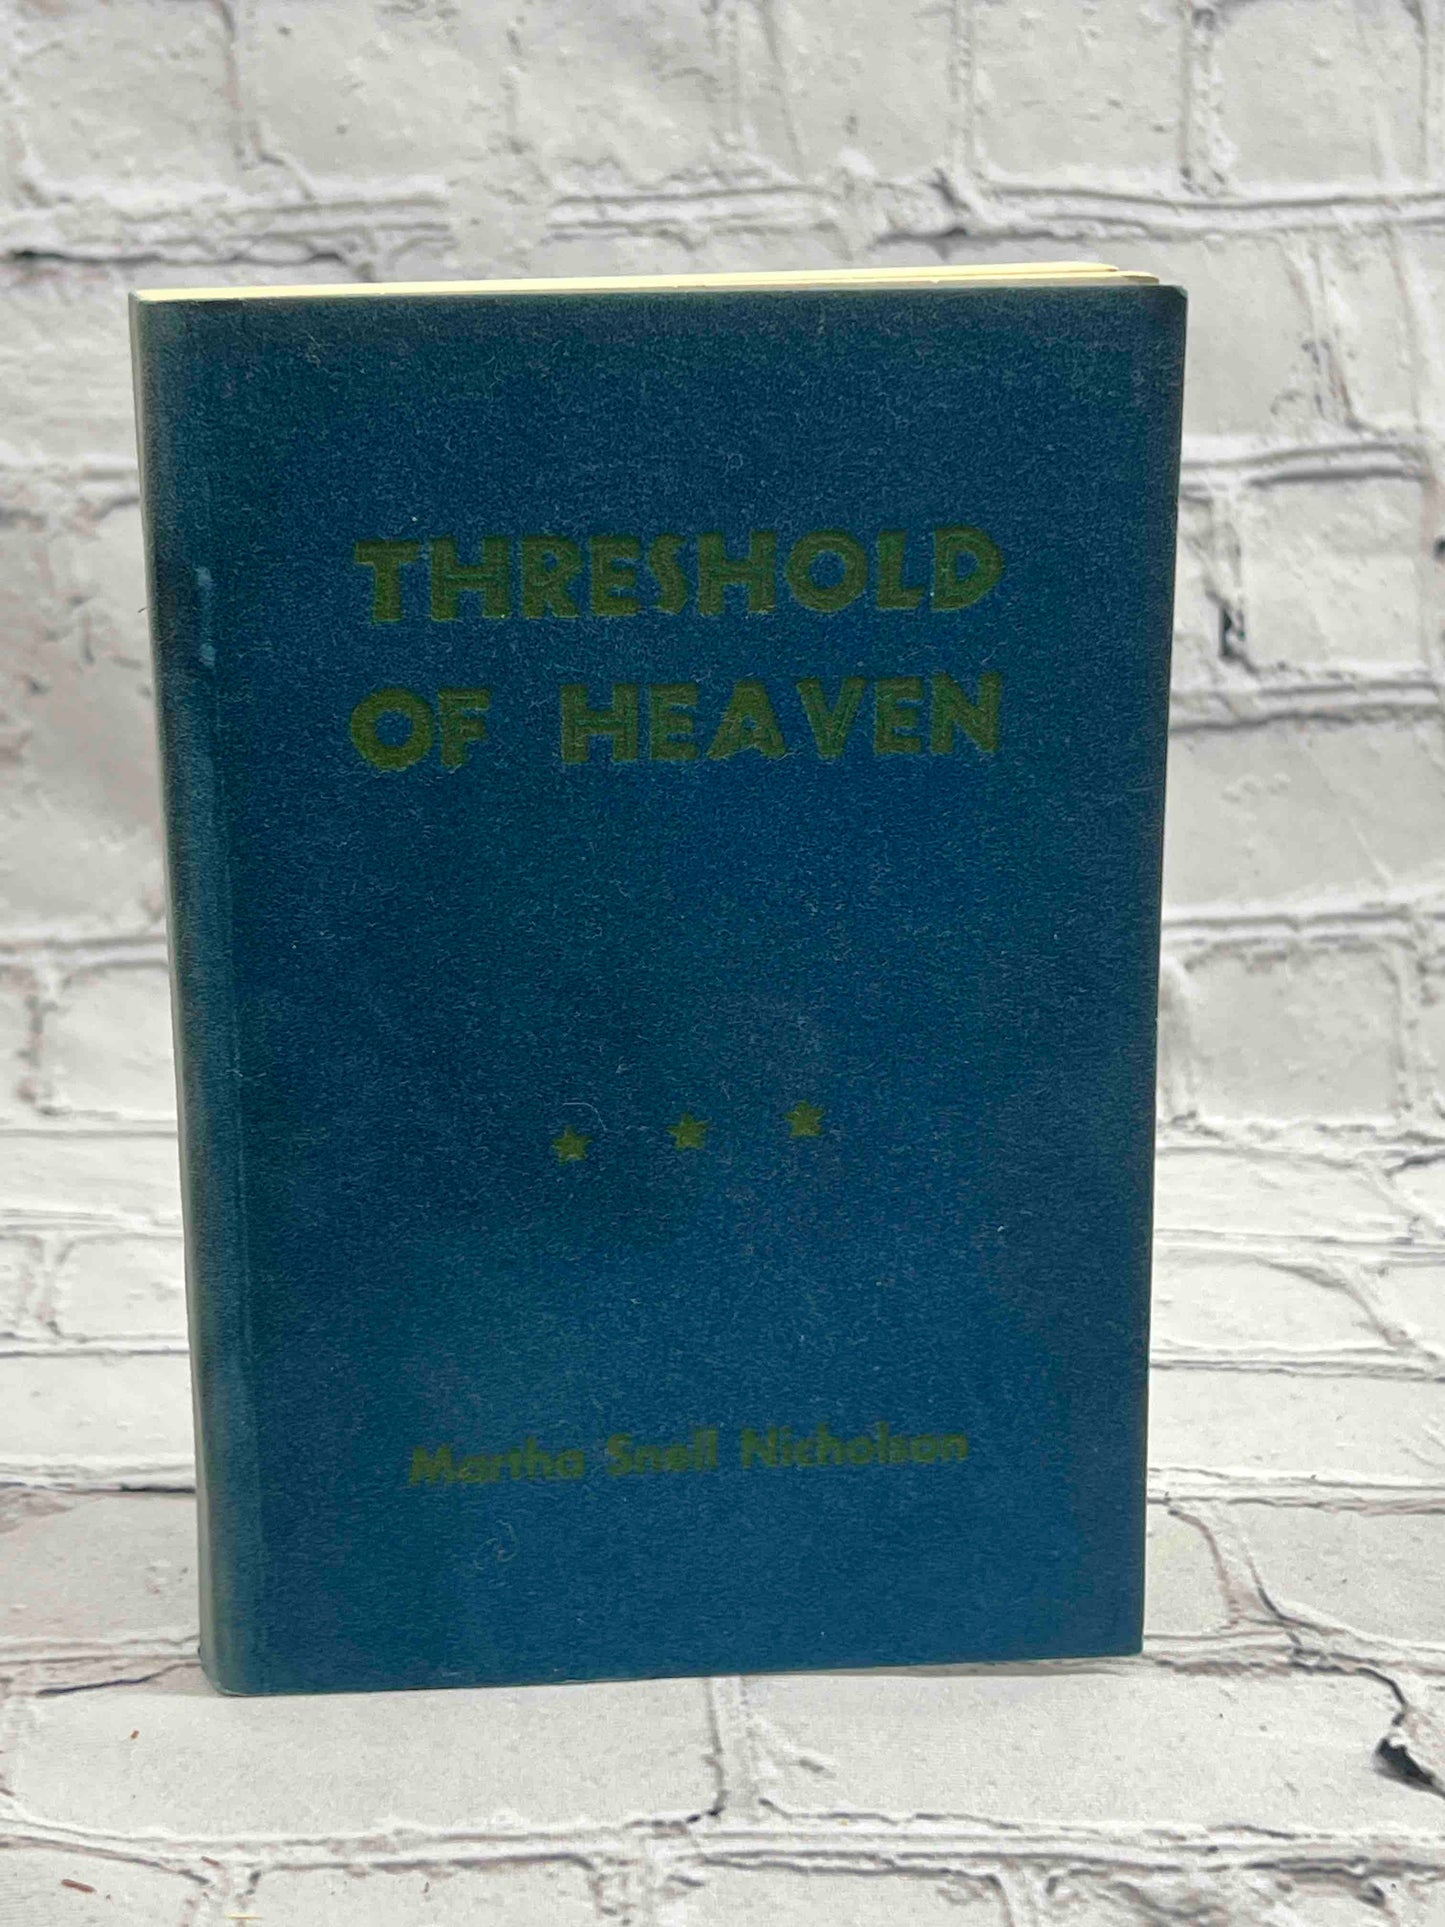 THRESHOLD
OF HEAVEN
Martha Snell Nicholson